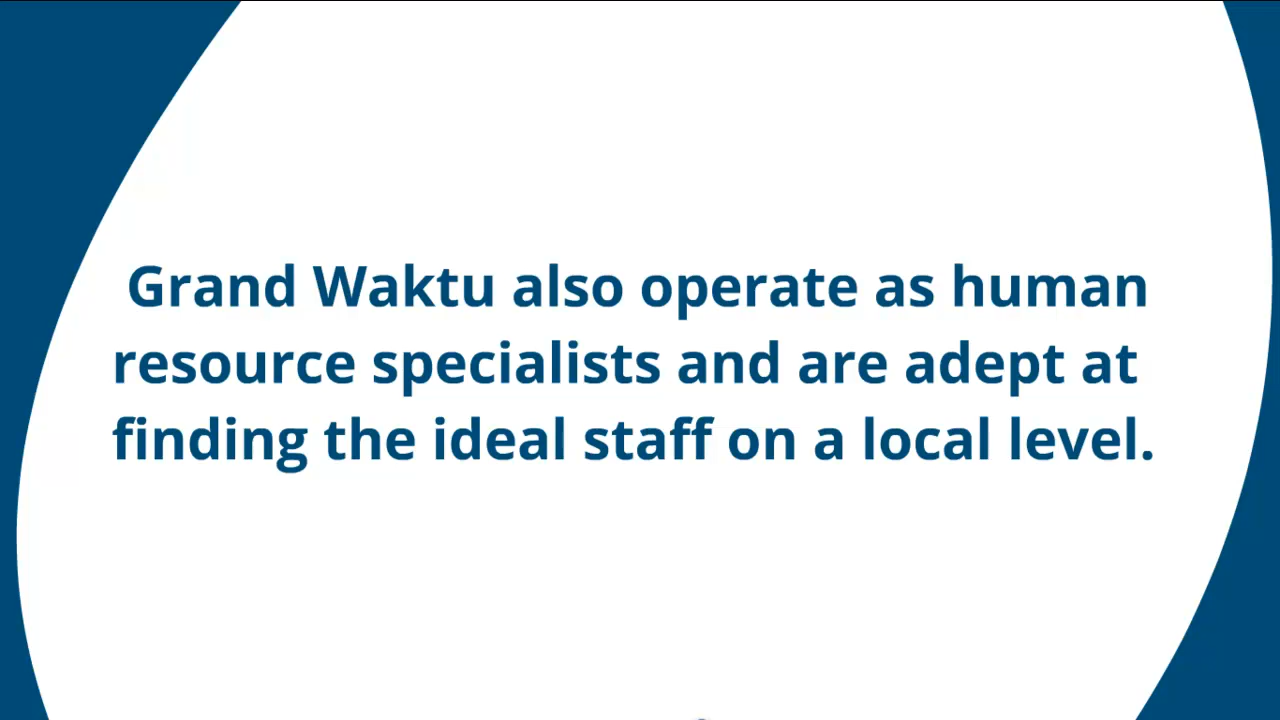 Grand Waktu also operate as human
resource specialists and are adept at
finding the ideal staff on a local level.